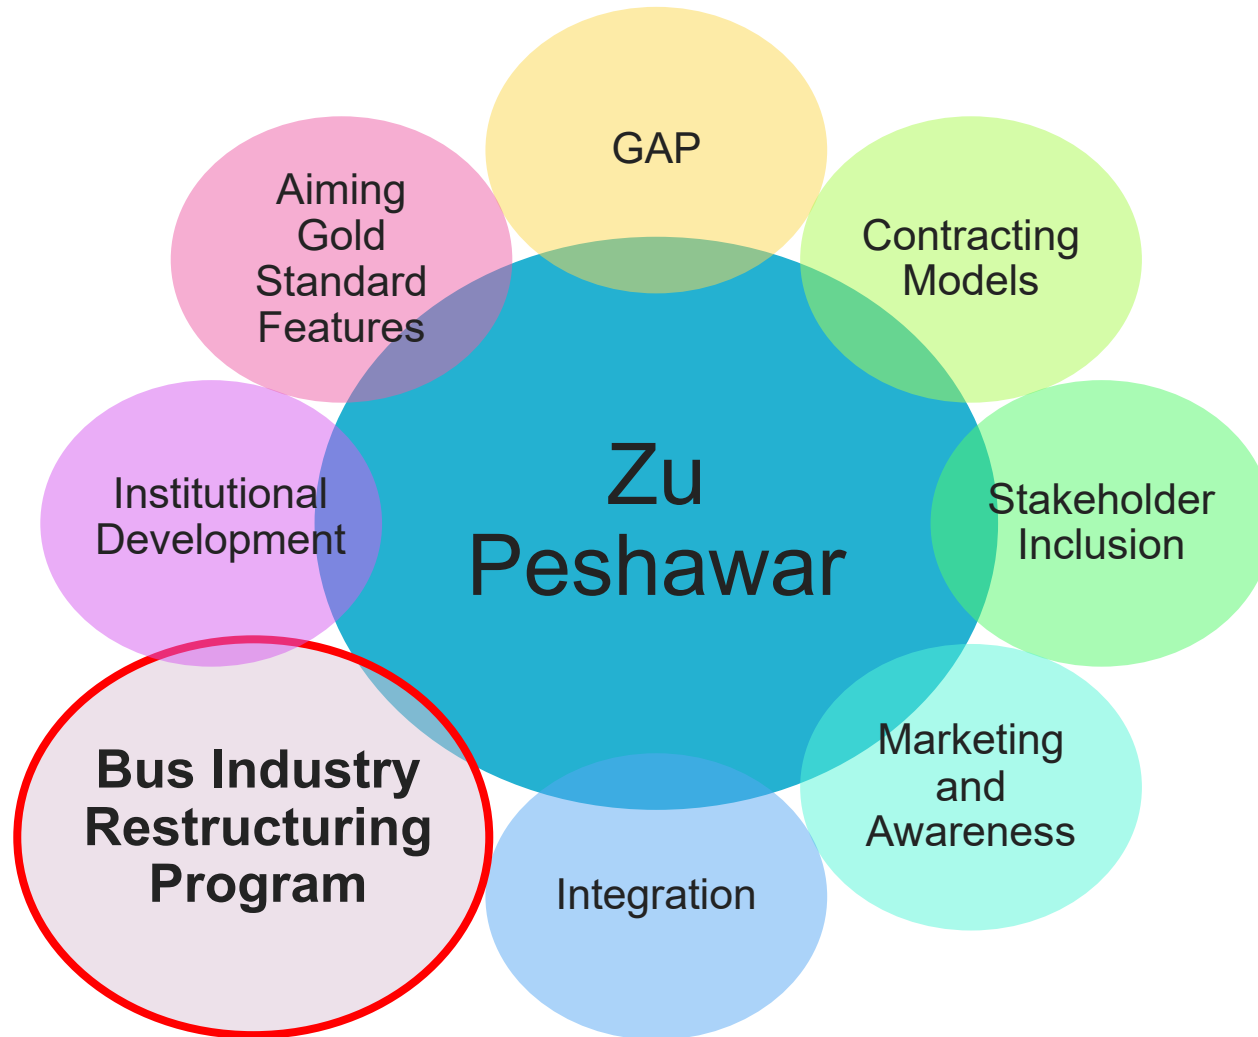 GAP
Contracting
Models
Stakeholder
Inclusion
Marketing
and
Awareness
Integration
Bus Industry
Restructuring
Program
Institutional
Development
Aiming
Gold
Standard
Features
Zu
Peshawar